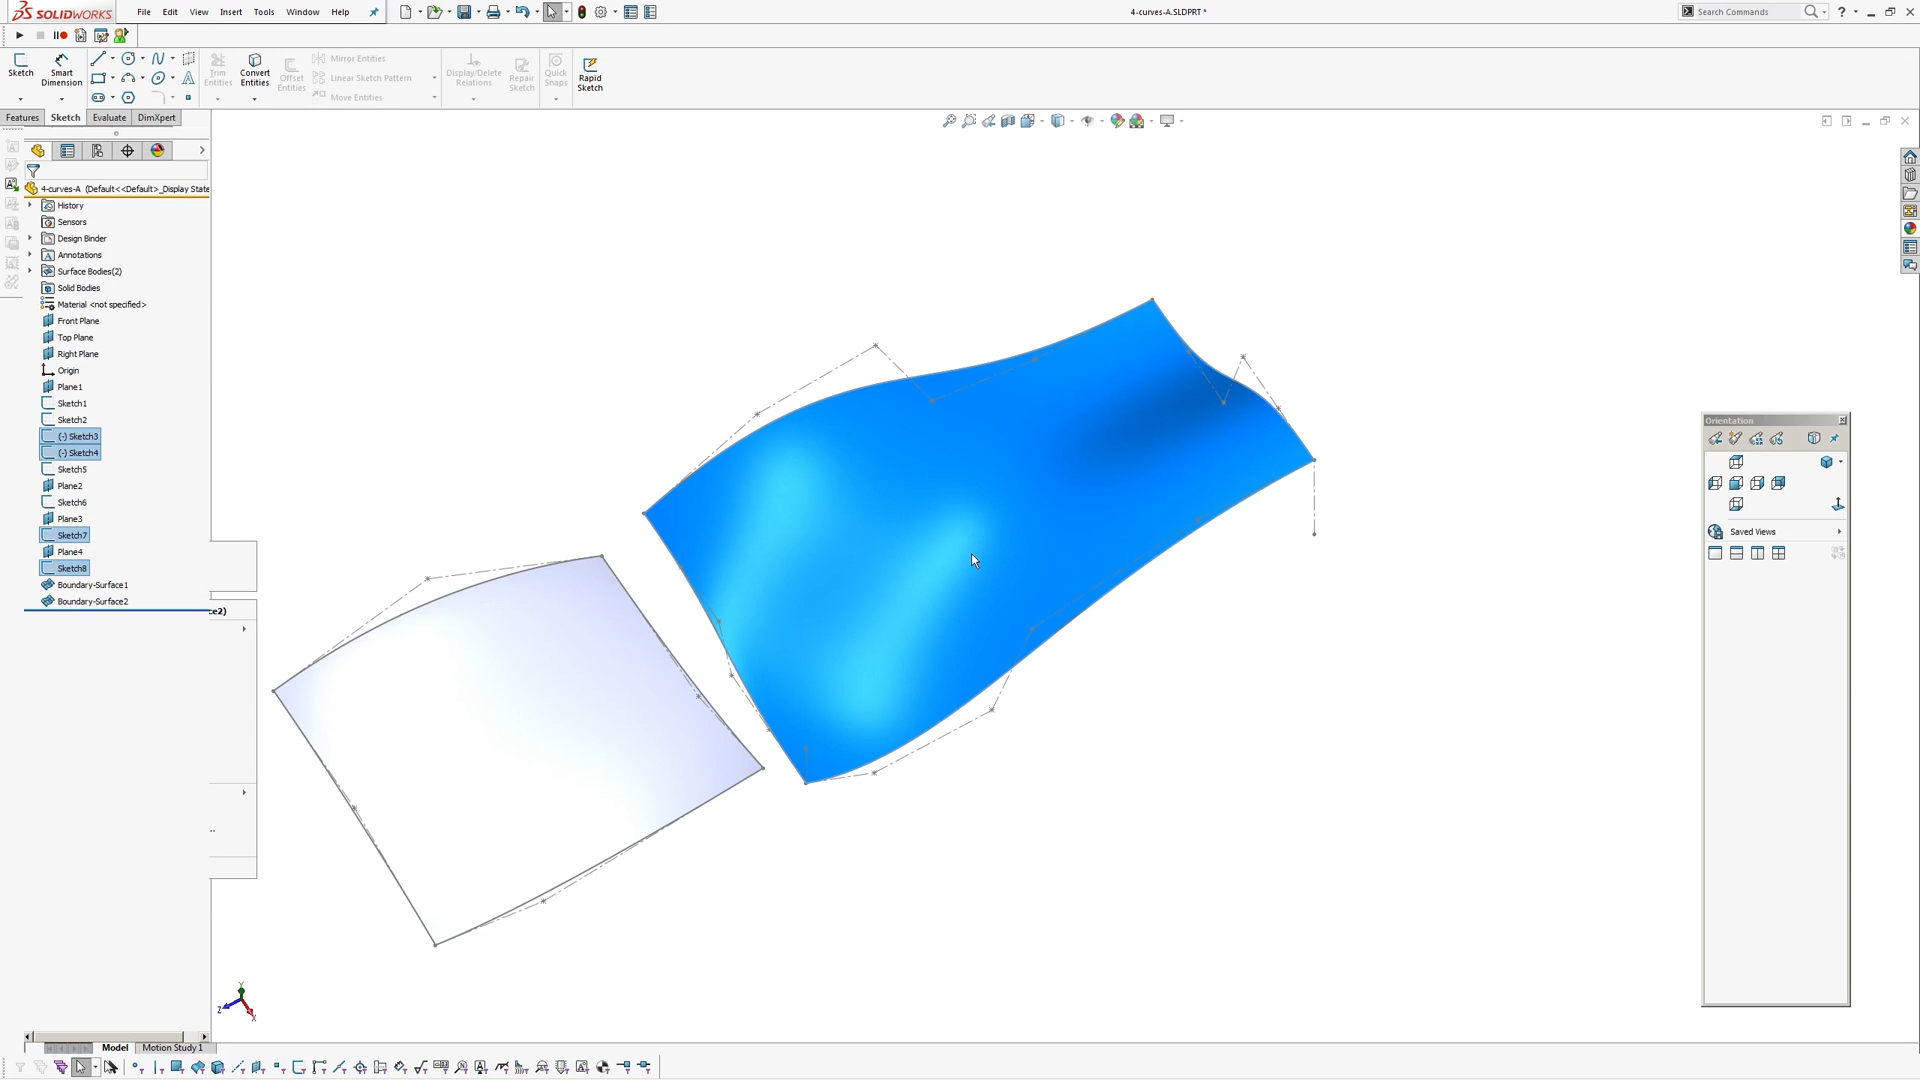 SOLIDWORKS
File Edit View Insert Tools Window Help
4-curves-A.SLDPRT *
Search Commands
Sketch
Smart Dimension
Trim Entities
Convert Entities
Offset Entities
Mirror Entities
Linear Sketch Pattern
Move Entities
Display/Delete Relations
Repair Sketch
Quick Snaps
Rapid Sketch
Features Sketch Evaluate DimXpert
4-curves-A (Default<<Default>_Display State
History
Sensors
Design Binder
Annotations
Surface Bodies(2)
Solid Bodies
Material <not specified>
Front Plane
Top Plane
Right Plane
Origin
Plane1
Sketch1
Sketch2
(-) Sketch3
(-) Sketch4
Sketch5
Plane2
Sketch6
Plane3
Sketch7
Plane4
Sketch8
Boundary-Surface1
Boundary-Surface2
ce2)
..
Orientation
Saved Views
Y
Z
X
Model Motion Study 1